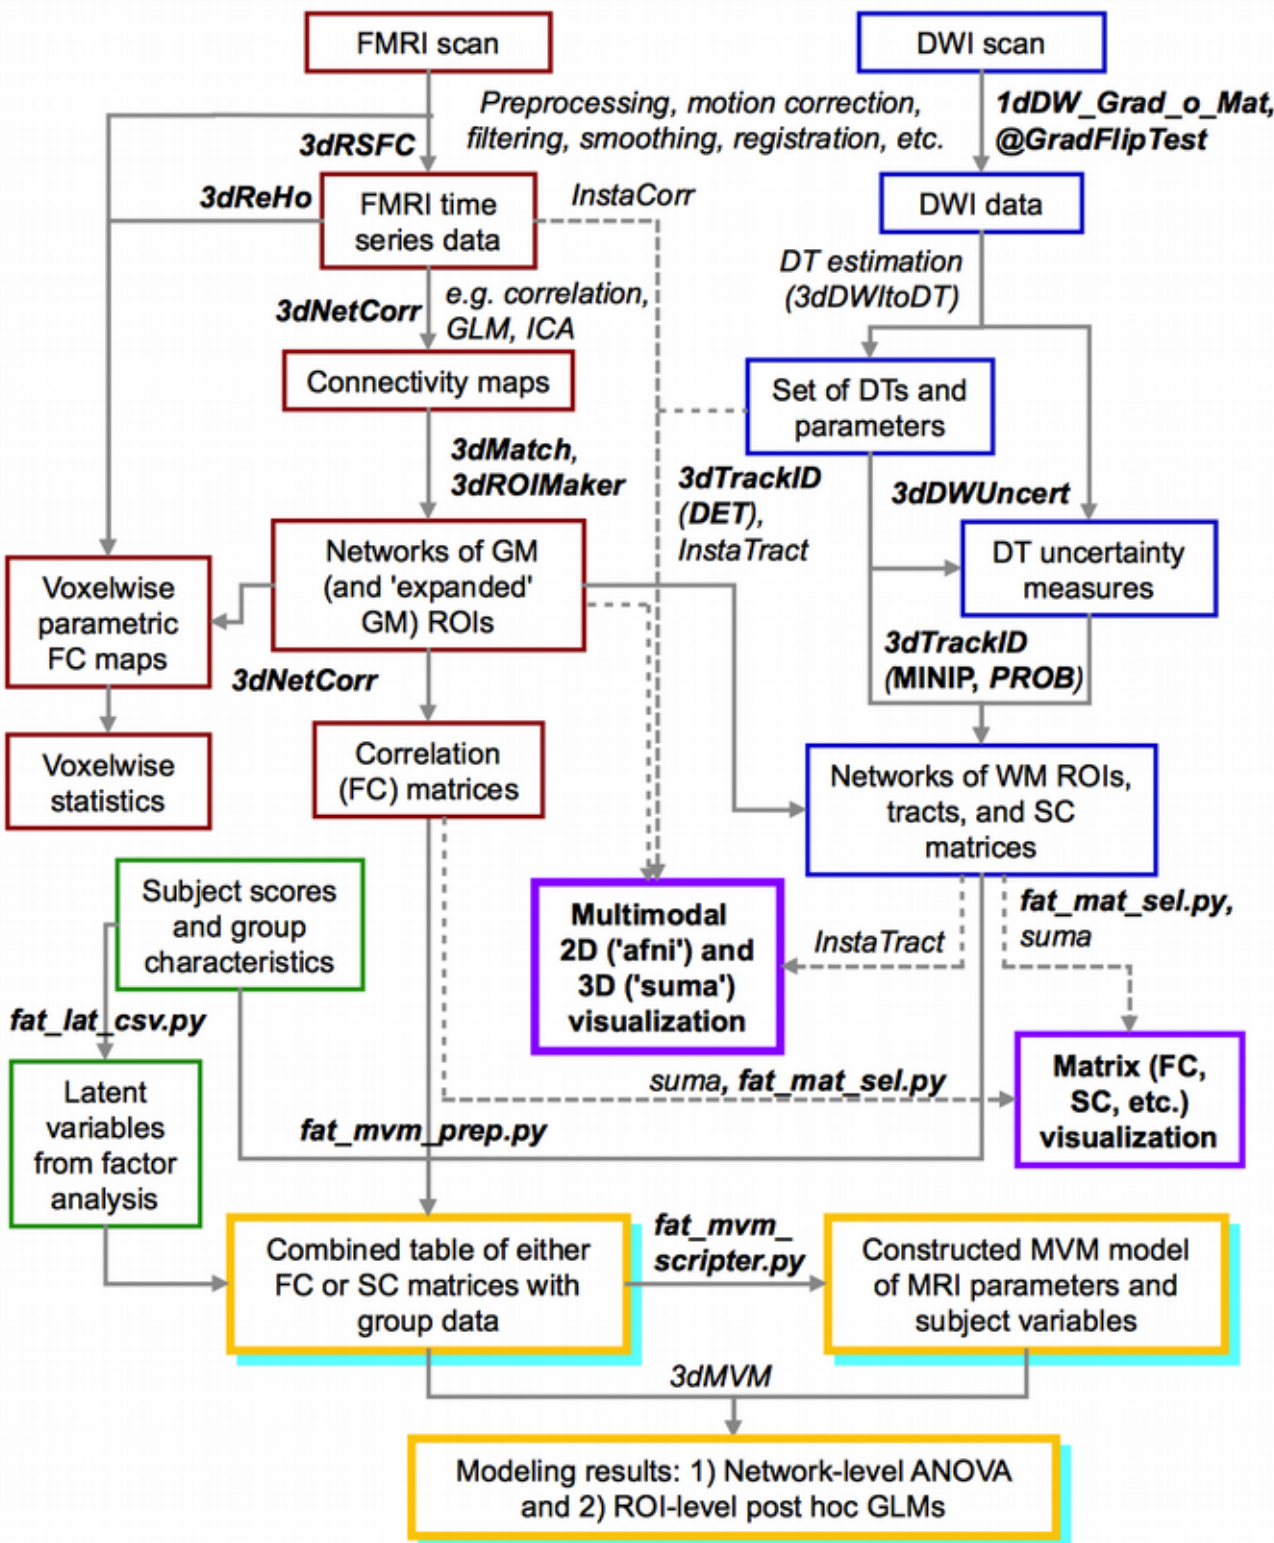 FMRI scan
DWI scan
Preprocessing, motion correction,
filtering, smoothing, registration, etc.
1dDW_Grad_o_Mat,
@GradFlipTest
3dRSFC
3dReHo
FMRI time
series data
InstaCorr
DWI data
DT estimation
(3dDWItoDT)
3dNetCorr
e.g. correlation,
GLM, ICA
Connectivity maps
Set of DTs and
parameters
3dMatch,
3dROIMaker
3dTrackID
(DET),
InstaTract
3dDWUncert
Networks of GM
(and 'expanded'
GM) ROIs
DT uncertainty
measures
Voxelwise
parametric
FC maps
3dNetCorr
3dTrackID
(MINIP, PROB)
Voxelwise
statistics
Correlation
(FC) matrices
Networks of WM ROIs,
tracts, and SC
matrices
Subject scores
and group
characteristics
Multimodal
2D ('afni') and
3D ('suma')
visualization
InstaTract
fat_mat_sel.py,
suma
fat_lat_csv.py
Latent
variables
from factor
analysis
suma, fat_mat_sel.py
Matrix (FC,
SC, etc.)
visualization
fat_mvm_prep.py
Combined table of either
FC or SC matrices with
group data
fat_mvm_
scripter.py
Constructed MVM model
of MRI parameters and
subject variables
3dMVM
Modeling results: 1) Network-level ANOVA
and 2) ROI-level post hoc GLMs